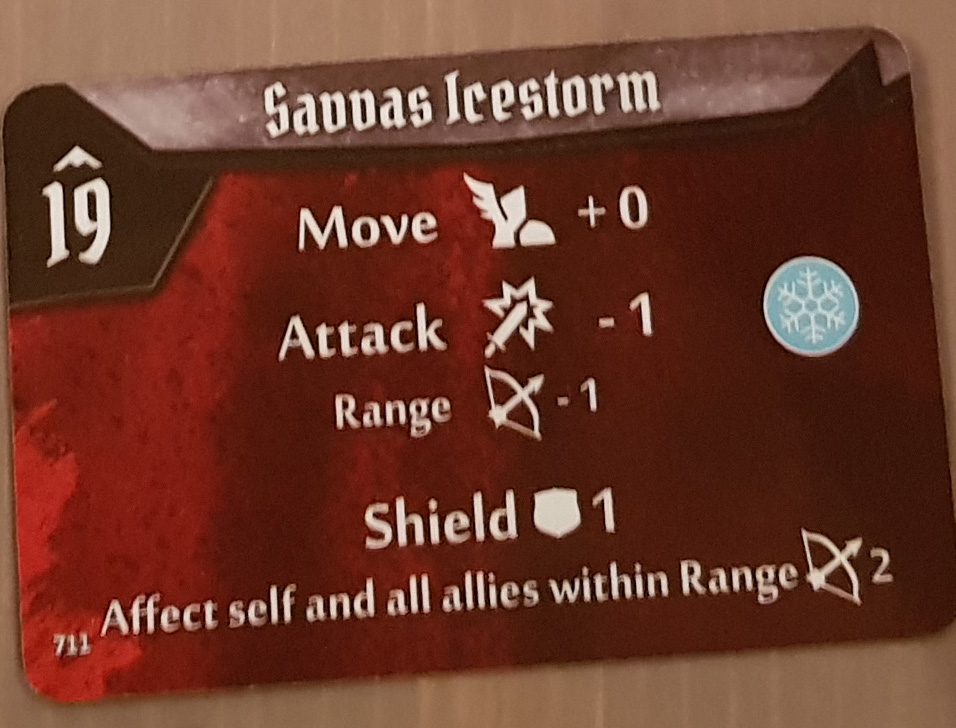 Savvas Icestorm
19
Move + 0
Attack - 1
Range - 1
Shield 1
Affect self and all allies within Range 2
711